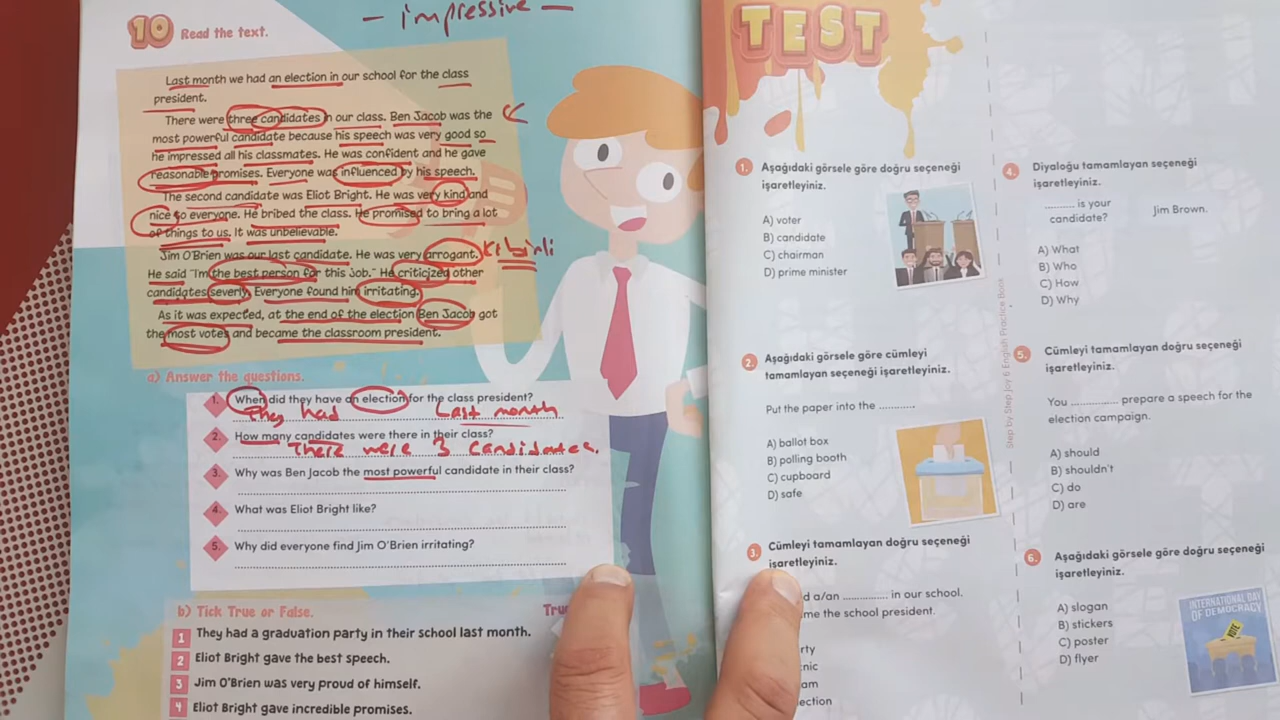 – impressive –
10 Read the text.
Last month we had an election in our school for the class
president.
There were three candidates in our class. Ben Jacob was the
most powerful candidate because his speech was very good so
he impressed all his classmates. He was confident and he gave
reasonable promises. Everyone was influenced by his speech.
The second candidate was Eliot Bright. He was very kind and
nice to everyone. He bribed the class. He promised to bring a lot
of things to us. It was unbelievable.
Jim O'Brien was our last candidate. He was very arrogant. Kibirli
He said "I'm the best person for this job." He criticized other
candidates severly. Everyone found him irritating.
As it was expected, at the end of the election Ben Jacob got
the most votes and became the classroom president.
a) Answer the questions.
1. When did they have an election for the class president?
They had Last month
2. How many candidates were there in their class?
There were 3 candidates.
3. Why was Ben Jacob the most powerful candidate in their class?
4. What was Eliot Bright like?
5. Why did everyone find Jim O'Brien irritating?
b) Tick True or False.
1 They had a graduation party in their school last month.
2 Eliot Bright gave the best speech.
3 Jim O'Brien was very proud of himself.
4 Eliot Bright gave incredible promises.
TEST
1. Aşağıdaki görsele göre doğru seçeneği
işaretleyiniz.
A) voter
B) candidate
C) chairman
D) prime minister
2. Aşağıdaki görsele göre cümleyi
tamamlayan seçeneği işaretleyiniz.
Put the paper into the ...........
A) ballot box
B) polling booth
C) cupboard
D) safe
3. Cümleyi tamamlayan doğru seçeneği
işaretleyiniz.
d a/an .............. in our school.
me the school president.
4. Diyaloğu tamamlayan seçeneği
işaretleyiniz.
.......... is your
candidate?
Jim Brown.
A) What
B) Who
C) How
D) Why
5. Cümleyi tamamlayan doğru seçeneği
işaretleyiniz.
You ............... prepare a speech for the
election campaign.
A) should
B) shouldn't
C) do
D) are
6. Aşağıdaki görsele göre doğru seçeneği
işaretleyiniz.
A) slogan
B) stickers
C) poster
D) flyer
INTERNATIONAL DAY
OF DEMOCRACY
VOTE
Step by Step Joy 6 English Practice Book